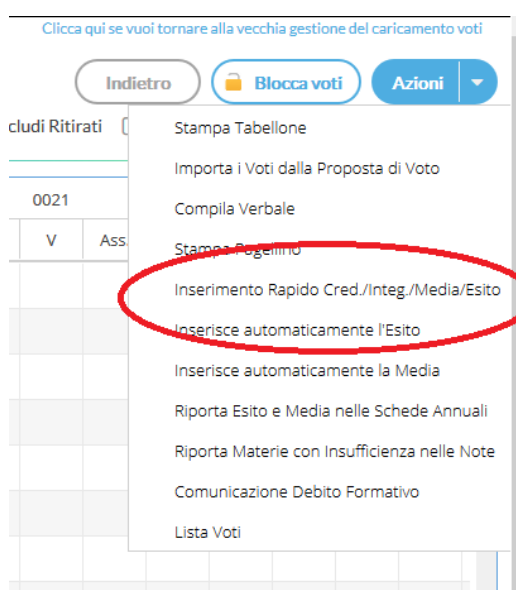 Clicca qui se vuoi tornare alla vecchia gestione del caricamento voti
Indietro Blocca voti Azioni
cludi Ritirati
Stampa Tabellone
Importa i Voti dalla Proposta di Voto
0021
Compila Verbale
V Ass.
Stampa Pagellino
Inserimento Rapido Cred./Integ./Media/Esito
Inserisce automaticamente l'Esito
Inserisce automaticamente la Media
Riporta Esito e Media nelle Schede Annuali
Riporta Materie con Insufficienza nelle Note
Comunicazione Debito Formativo
Lista Voti